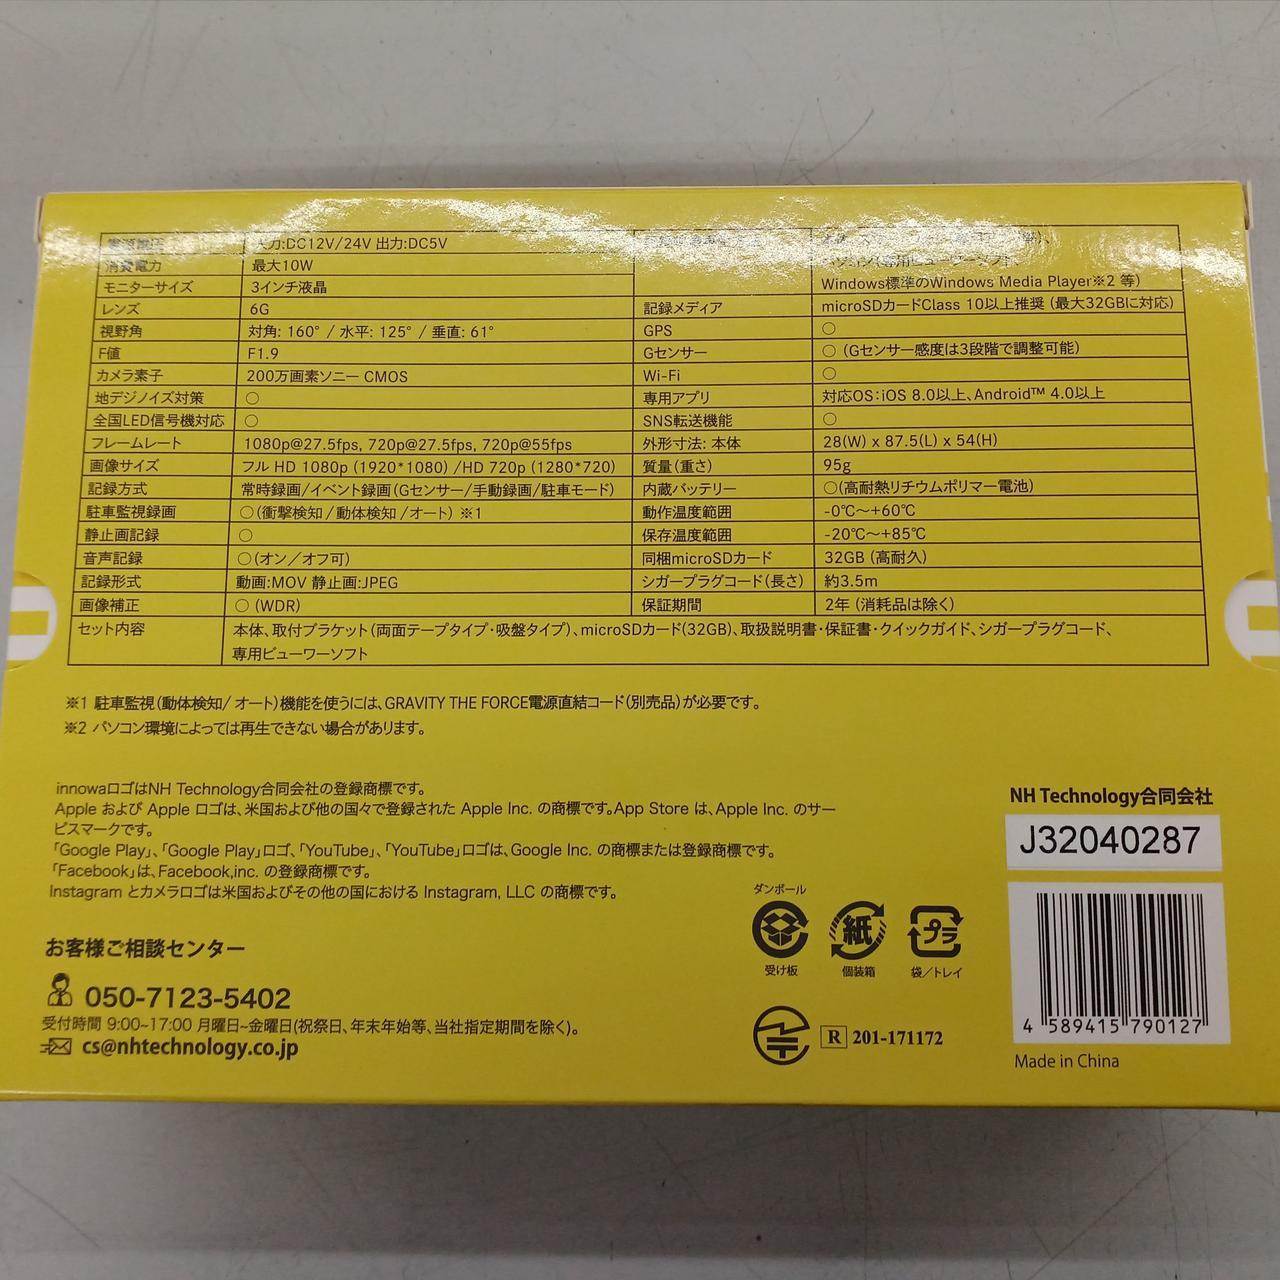 電源電圧 入力:DC12V/24V 出力:DC5V
消費電力 最大10W
モニターサイズ 3インチ液晶
レンズ 6G
視野角 対角: 160° / 水平: 125° / 垂直: 61°
F値 F1.9
カメラ素子 200万画素ソニー CMOS
地デジノイズ対策 ○
全国LED信号機対応 ○
フレームレート 1080p@27.5fps, 720p@27.5fps, 720p@55fps
画像サイズ フル HD 1080p (1920*1080) /HD 720p (1280*720)
記録方式 常時録画/イベント録画(Gセンサー/手動録画/駐車モード)
駐車監視録画 ○(衝撃検知/動体検知/オート) ※1
静止画記録 ○
音声記録 ○(オン/オフ可)
記録形式 動画:MOV 静止画:JPEG
画像補正 ○ (WDR)
パソコン(専用ビューワーソフト、
Windows標準のWindows Media Player※2 等)
記録メディア microSDカードClass 10以上推奨 (最大32GBに対応)
GPS ○
Gセンサー ○ (Gセンサー感度は3段階で調整可能)
Wi-Fi ○
専用アプリ 対応OS:iOS 8.0以上、Android™ 4.0以上
SNS転送機能 ○
外形寸法: 本体 28(W) x 87.5(L) x 54(H)
質量(重さ) 95g
内蔵バッテリー ○(高耐熱リチウムポリマー電池)
動作温度範囲 -0℃～+60℃
保存温度範囲 -20℃～+85℃
同梱microSDカード 32GB (高耐久)
シガープラグコード(長さ) 約3.5m
保証期間 2年 (消耗品は除く)
セット内容 本体、取付ブラケット(両面テープタイプ・吸盤タイプ)、microSDカード(32GB)、取扱説明書・保証書・クイックガイド、シガープラグコード、
専用ビューワーソフト
※1 駐車監視(動体検知/ オート)機能を使うには、GRAVITY THE FORCE電源直結コード(別売品)が必要です。
※2 パソコン環境によっては再生できない場合があります。
innowaロゴはNH Technology合同会社の登録商標です。
Apple および Apple ロゴは、米国および他の国々で登録された Apple Inc. の商標です。App Store は、Apple Inc. のサー
ビスマークです。
「Google Play」、「Google Play」ロゴ、「YouTube」、「YouTube」ロゴは、Google Inc. の商標または登録商標です。
「Facebook」は、Facebook,inc. の登録商標です。
Instagram とカメラロゴは米国およびその他の国における Instagram, LLC の商標です。
お客様ご相談センター
050-7123-5402
受付時間 9:00~17:00 月曜日~金曜日(祝祭日、年末年始等、当社指定期間を除く)。
cs@nhtechnology.co.jp
ダンボール
受け板
紙
個装箱
プラ
袋/トレイ
R 201-171172
NH Technology合同会社
J32040287
4 589415 790127
Made in China